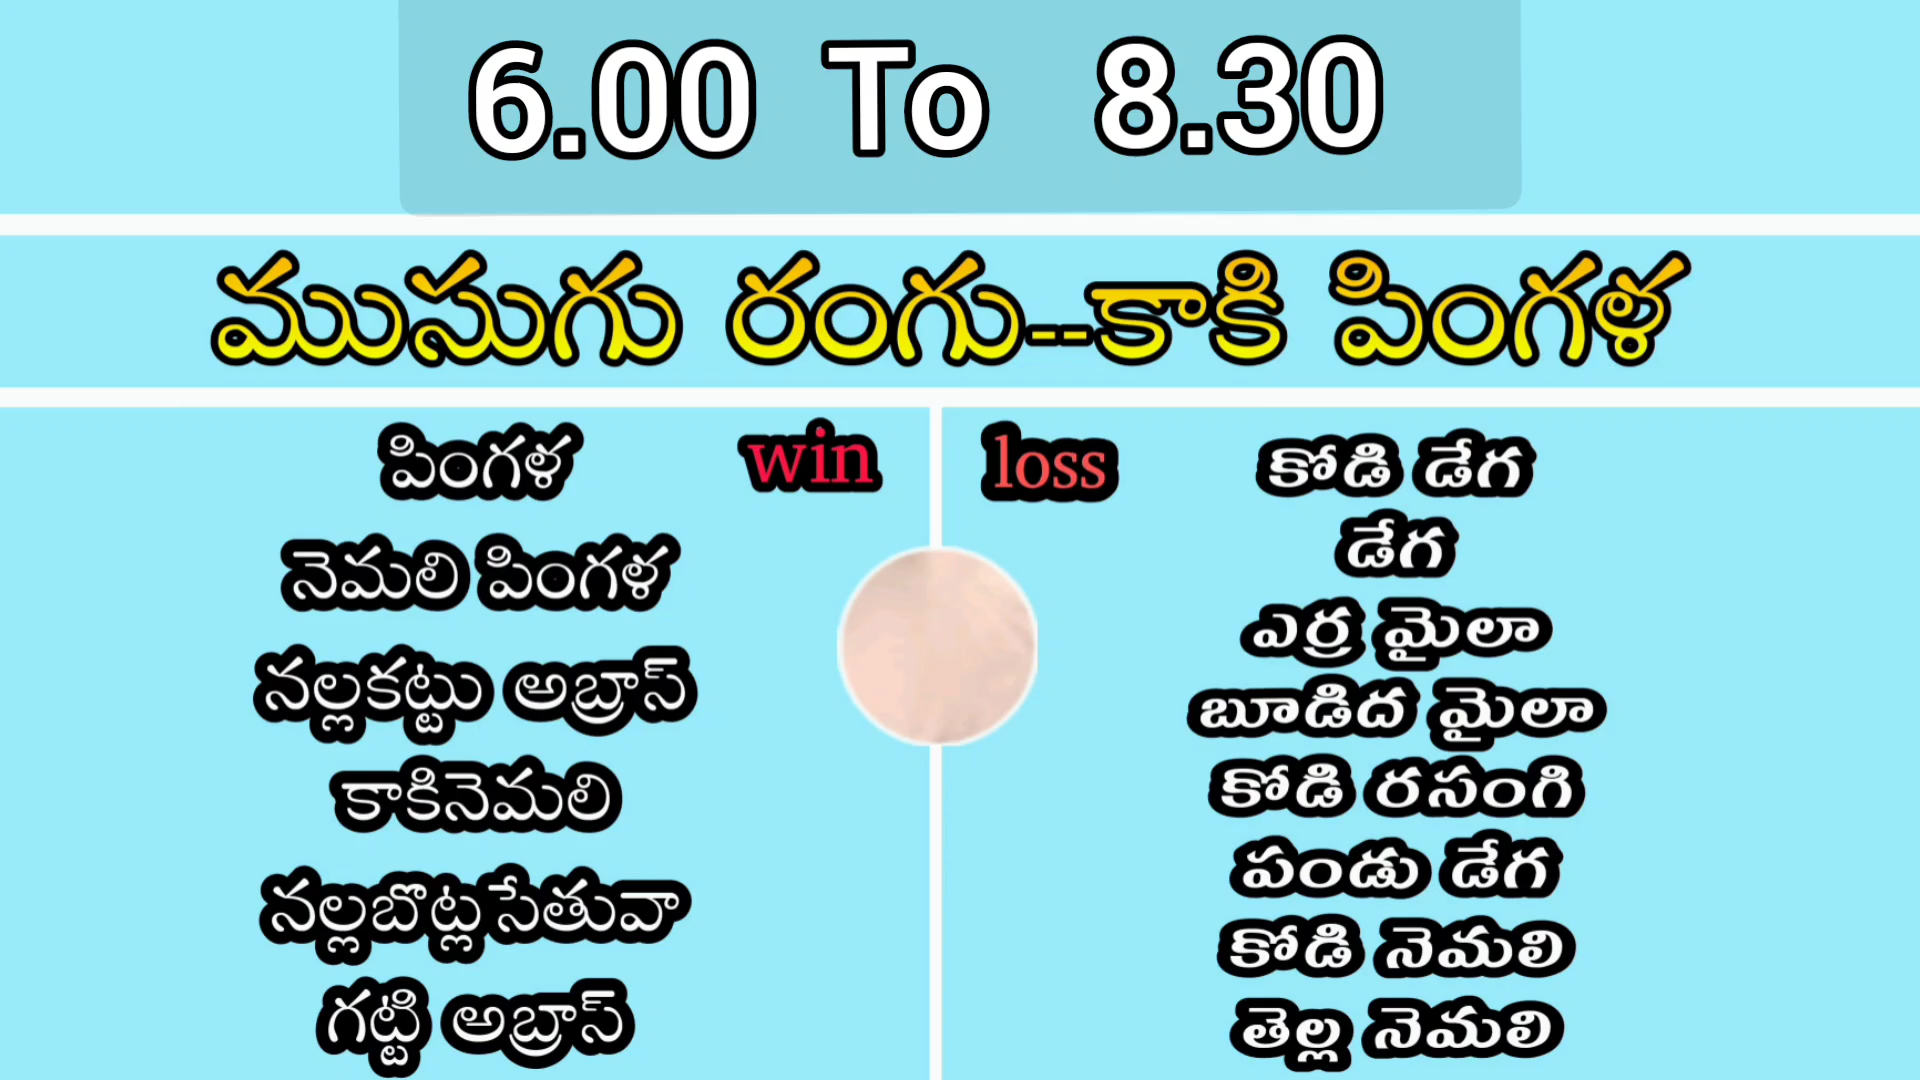 6.00 To 8.30
ముసుగు రంగు--కాకి పింగళ
పింగళ win
నెమలి పింగళ
నల్లకట్టు అబ్రాస్
కాకినెమలి
నల్లబొట్లసేతువా
గట్టి అబ్రాస్
loss కోడి డేగ
డేగ
ఎర్ర మైలా
బూడిద మైలా
కోడి రసంగి
పండు డేగ
కోడి నెమలి
తెల్ల నెమలి